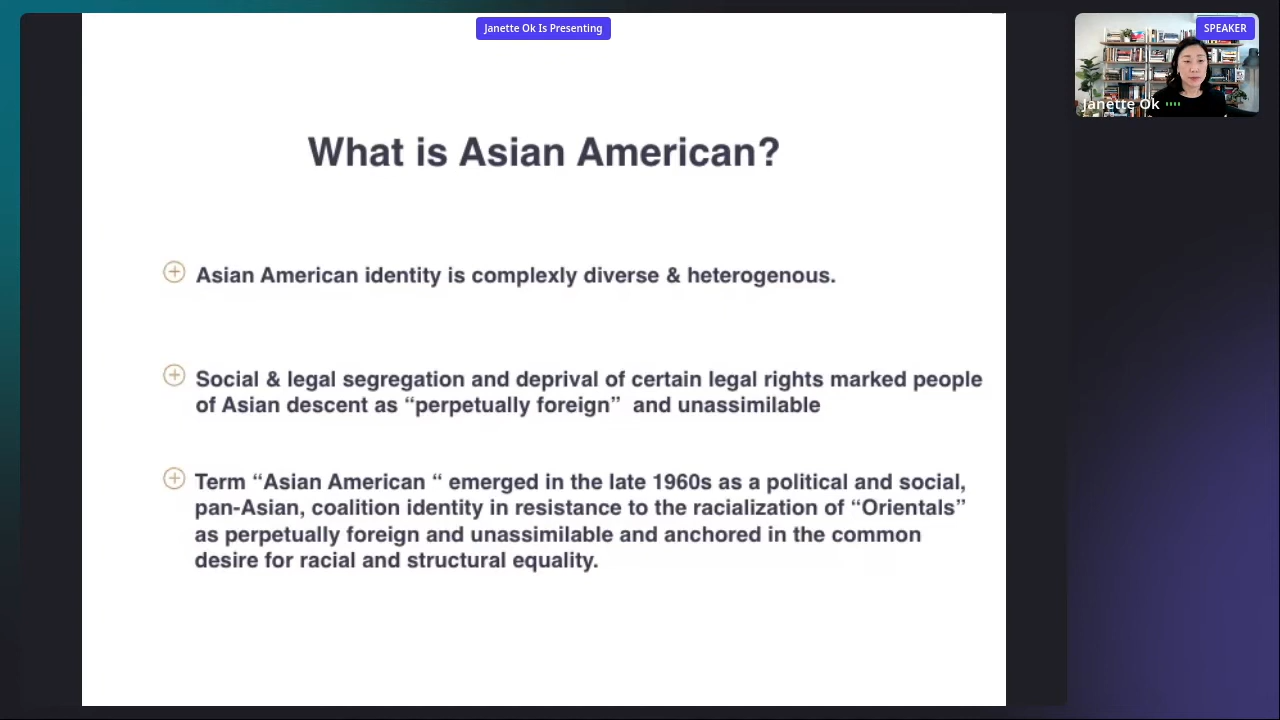 Janette Ok Is Presenting
SPEAKER
Janette Ok
What is Asian American?
Asian American identity is complexly diverse & heterogenous.
Social & legal segregation and deprival of certain legal rights marked people
of Asian descent as “perpetually foreign”  and unassimilable
Term “Asian American “ emerged in the late 1960s as a political and social,
pan-Asian, coalition identity in resistance to the racialization of “Orientals”
as perpetually foreign and unassimilable and anchored in the common
desire for racial and structural equality.